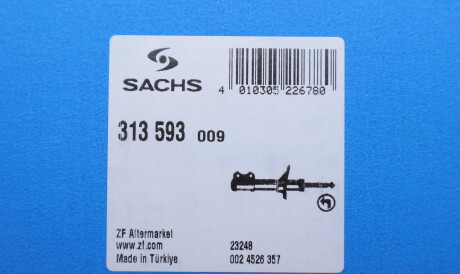 SACHS
4 010305 226780
313 593 009
ZF Aftermarket
www.zf.com 23248
Made in Türkiye 002 4526 357